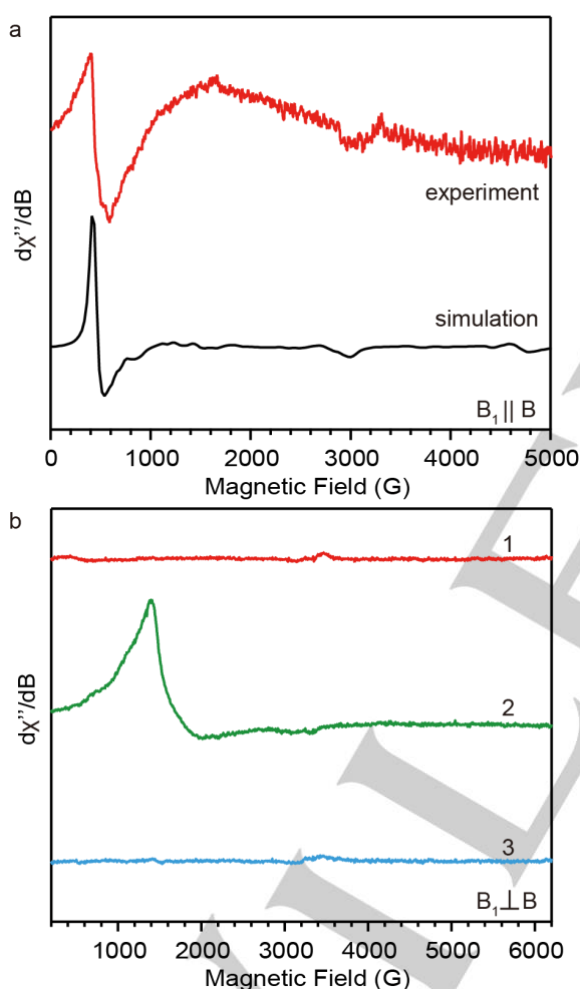 a
dχ''/dB
experiment
simulation
B₁ || B
0 1000 2000 3000 4000 5000
Magnetic Field (G)
b
dχ''/dB
1
2
3
B₁⊥B
1000 2000 3000 4000 5000 6000
Magnetic Field (G)